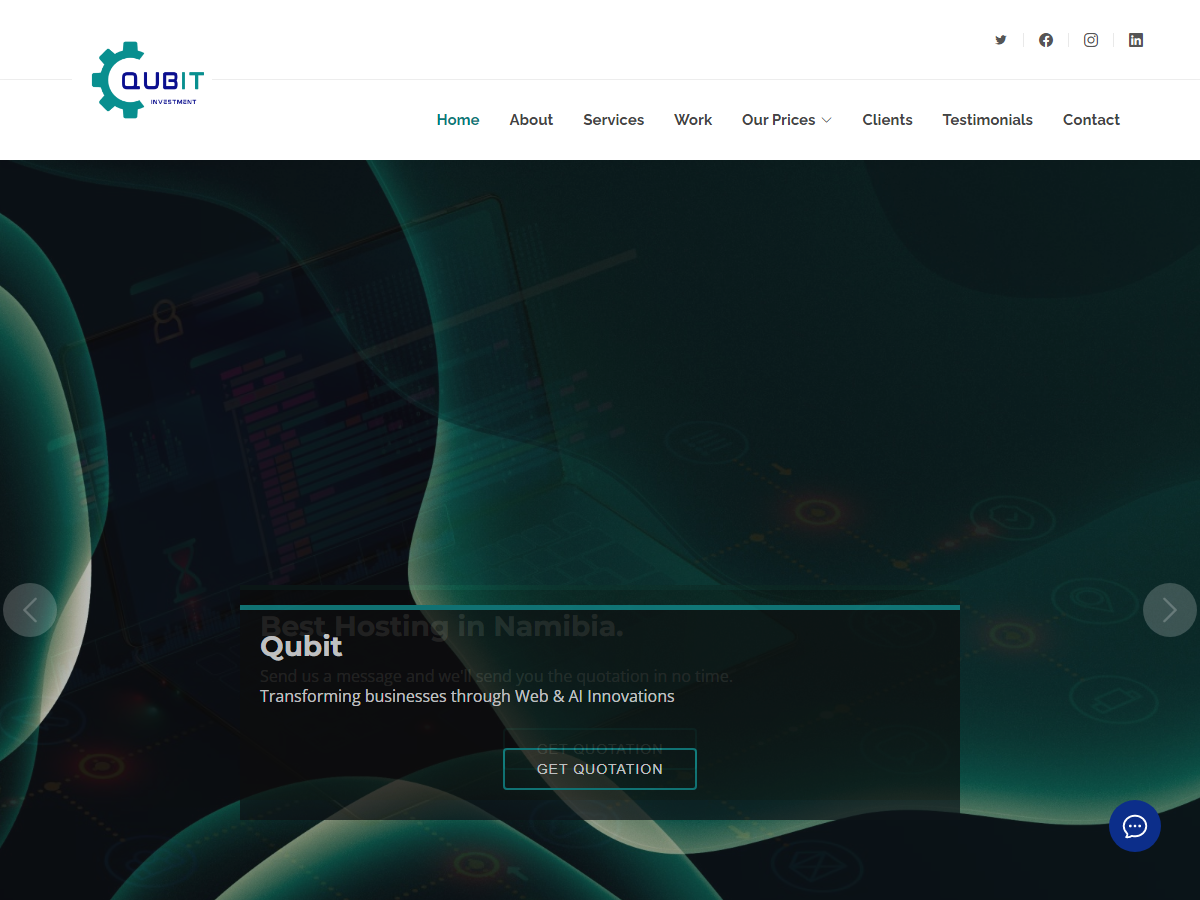 QUBIT
INVESTMENT
Home About Services Work Our Prices Clients Testimonials Contact
Best Hosting in Namibia.
Qubit
Send us a message and we'll send you the quotation in no time.
Transforming businesses through Web & AI Innovations
GET QUOTATION
GET QUOTATION